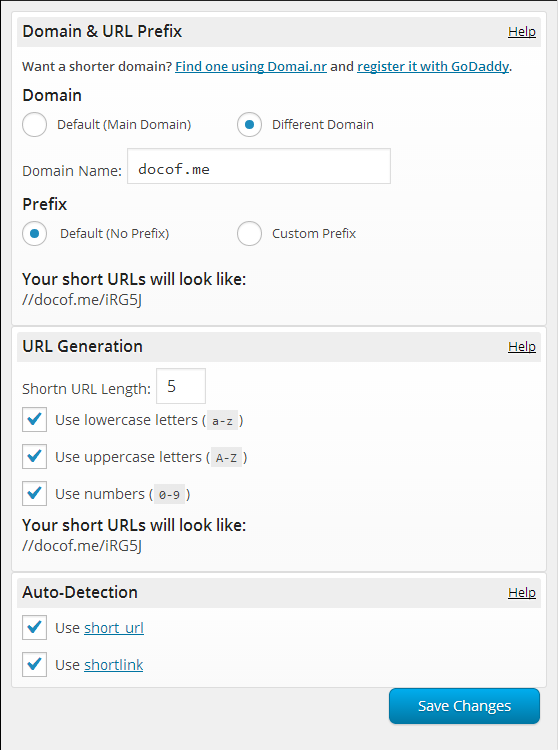 Domain & URL Prefix Help
Want a shorter domain? Find one using Domai.nr and register it with GoDaddy.
Domain
Default (Main Domain) Different Domain
Domain Name: docof.me
Prefix
Default (No Prefix) Custom Prefix
Your short URLs will look like:
//docof.me/iRG5J
URL Generation Help
Shortn URL Length: 5
Use lowercase letters ( a-z )
Use uppercase letters ( A-Z )
Use numbers ( 0-9 )
Your short URLs will look like:
//docof.me/iRG5J
Auto-Detection Help
Use short_url
Use shortlink
Save Changes